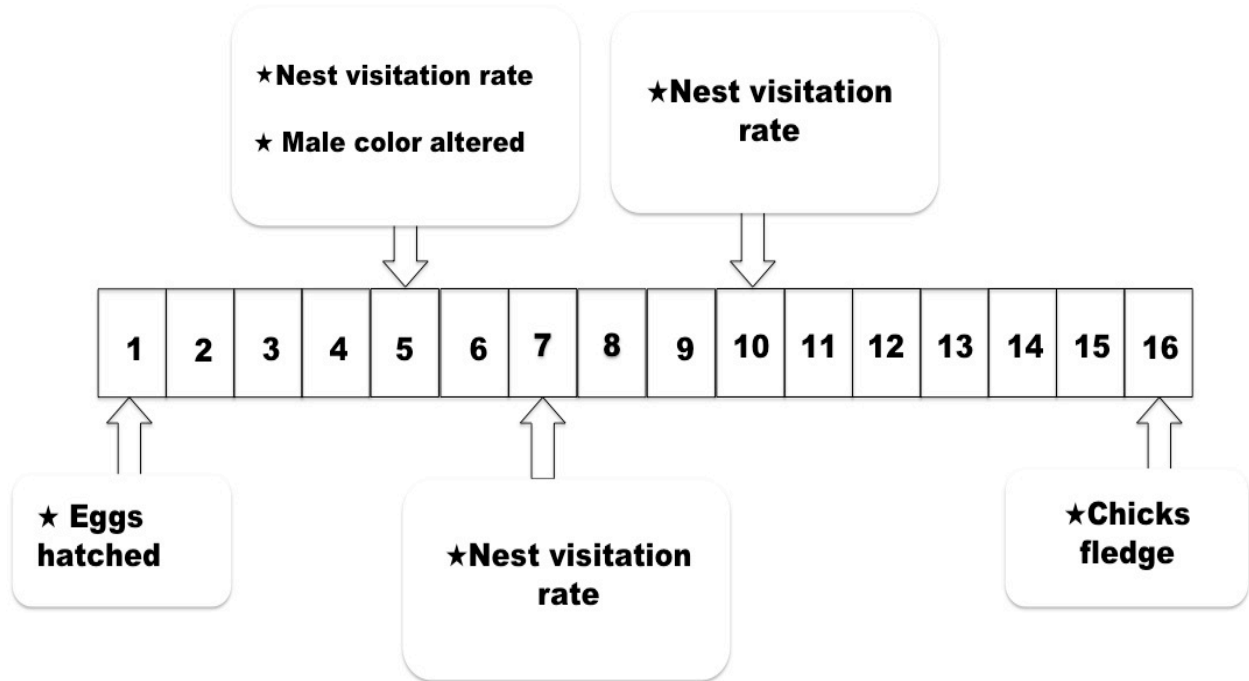 ★Nest visitation rate
★ Male color altered
★Nest visitation
rate
1 2 3 4 5 6 7 8 9 10 11 12 13 14 15 16
★ Eggs
hatched
★Nest visitation
rate
★Chicks
fledge